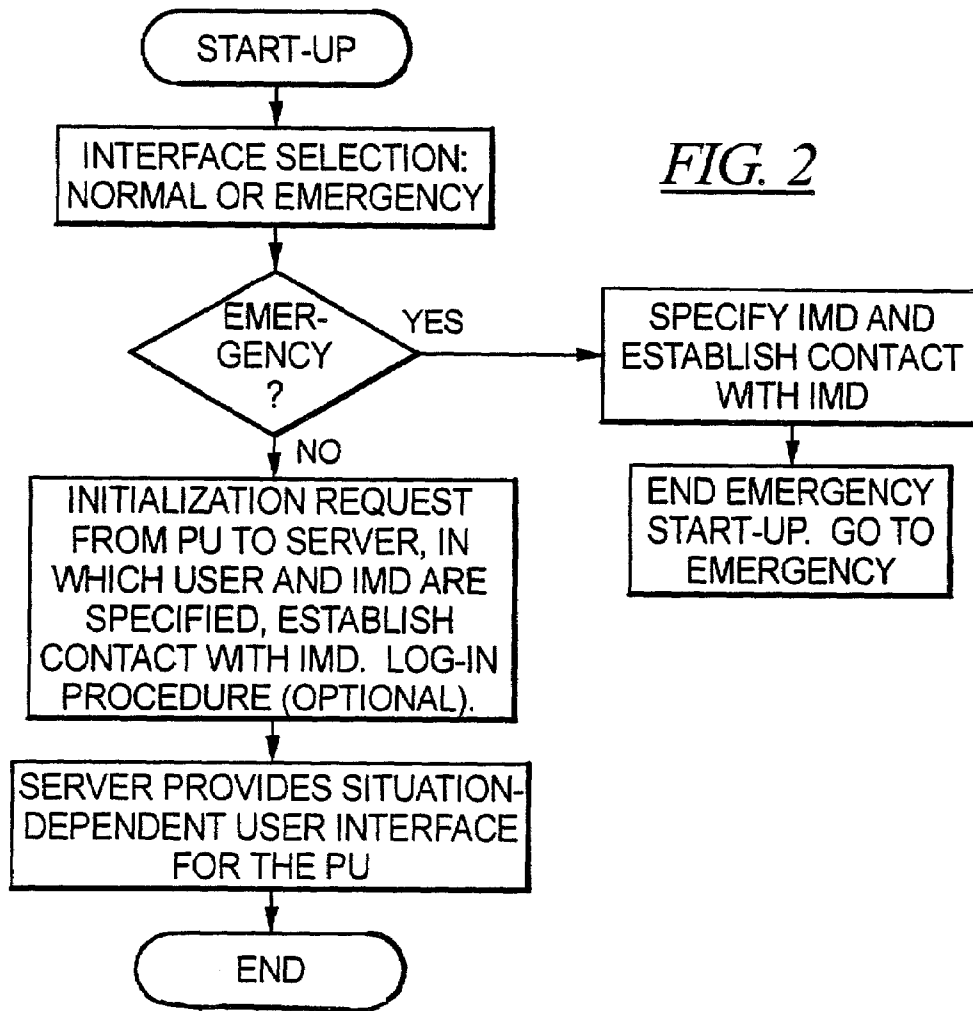 START-UP
INTERFACE SELECTION:
NORMAL OR EMERGENCY
FIG. 2
EMER-
GENCY
?
YES
SPECIFY IMD AND
ESTABLISH CONTACT
WITH IMD
NO
END EMERGENCY
START-UP. GO TO
EMERGENCY
INITIALIZATION REQUEST
FROM PU TO SERVER, IN
WHICH USER AND IMD ARE
SPECIFIED, ESTABLISH
CONTACT WITH IMD. LOG-IN
PROCEDURE (OPTIONAL).
SERVER PROVIDES SITUATION-
DEPENDENT USER INTERFACE
FOR THE PU
END